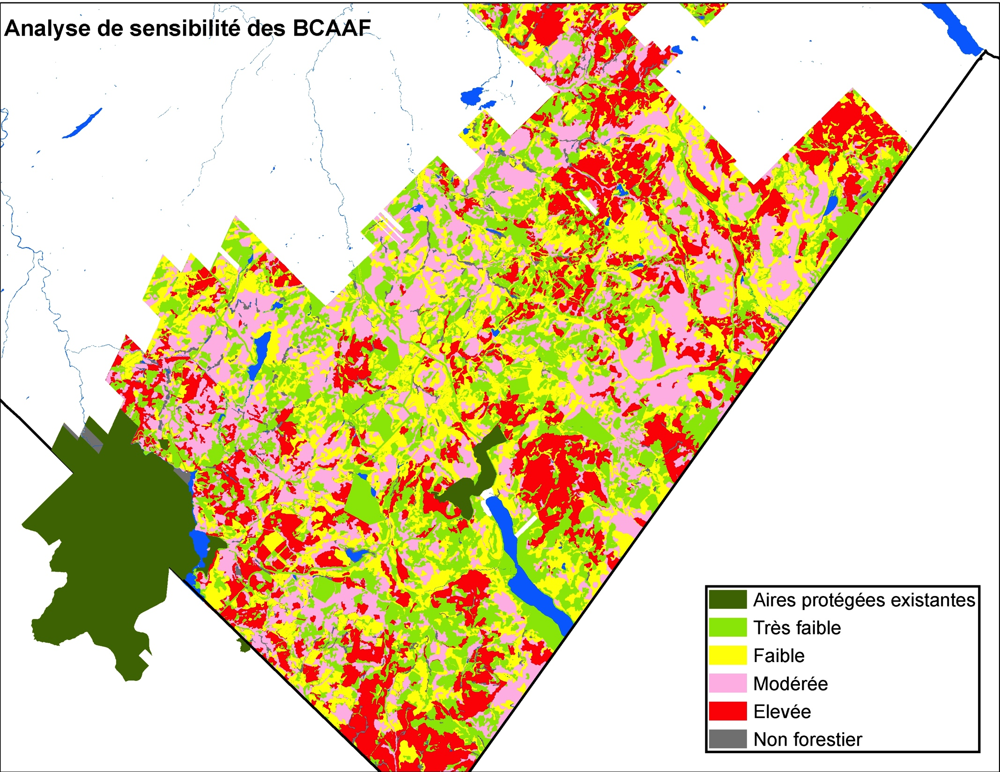 Analyse de sensibilité des BCAAF
Aires protégées existantes
Très faible
Faible
Modérée
Elevée
Non forestier